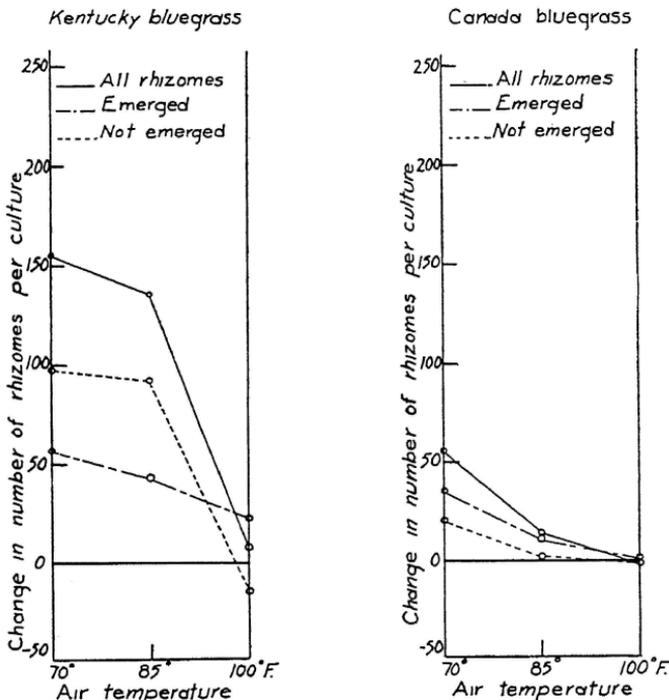 Kentucky bluegrass
250
All rhizomes
Emerged
Not emerged
200
150
100
50
0
-50
Change in number of rhizomes per culture
70° 85° 100°F.
Air temperature
Canada bluegrass
250
All rhizomes
Emerged
Not emerged
200
150
100
50
0
-50
Change in number of rhizomes per culture
70° 85° 100°F.
Air temperature